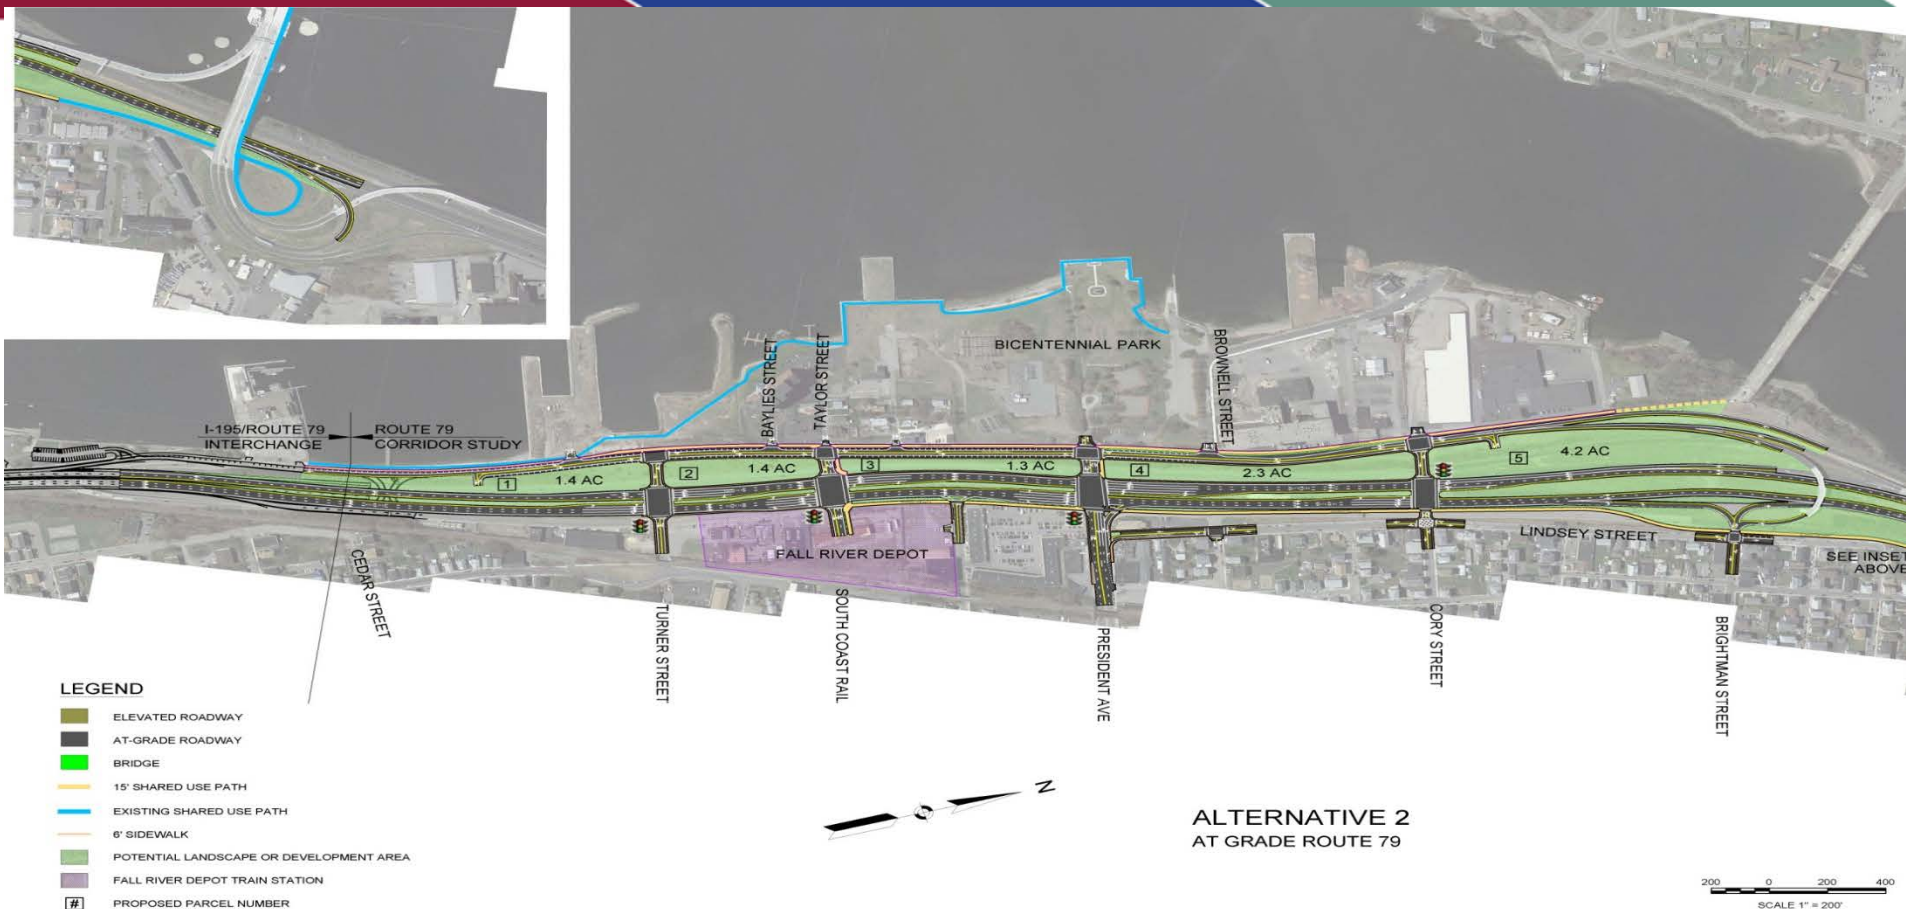 BICENTENNIAL PARK
BROWNELL STREET
BAYLIES STREET
TAYLOR STREET
I-195/ROUTE 79
INTERCHANGE
ROUTE 79
CORRIDOR STUDY
1
1.4 AC
2
1.4 AC
3
1.3 AC
4
2.3 AC
5
4.2 AC
FALL RIVER DEPOT
LINDSEY STREET
SEE INSET
ABOVE
CEDAR STREET
TURNER STREET
SOUTH COAST RAIL
PRESIDENT AVE
CORY STREET
BRIGHTMAN STREET
LEGEND
ELEVATED ROADWAY
AT-GRADE ROADWAY
BRIDGE
15' SHARED USE PATH
EXISTING SHARED USE PATH
6' SIDEWALK
POTENTIAL LANDSCAPE OR DEVELOPMENT AREA
FALL RIVER DEPOT TRAIN STATION
# PROPOSED PARCEL NUMBER
N
ALTERNATIVE 2
AT GRADE ROUTE 79
200 0 200 400
SCALE 1" = 200'